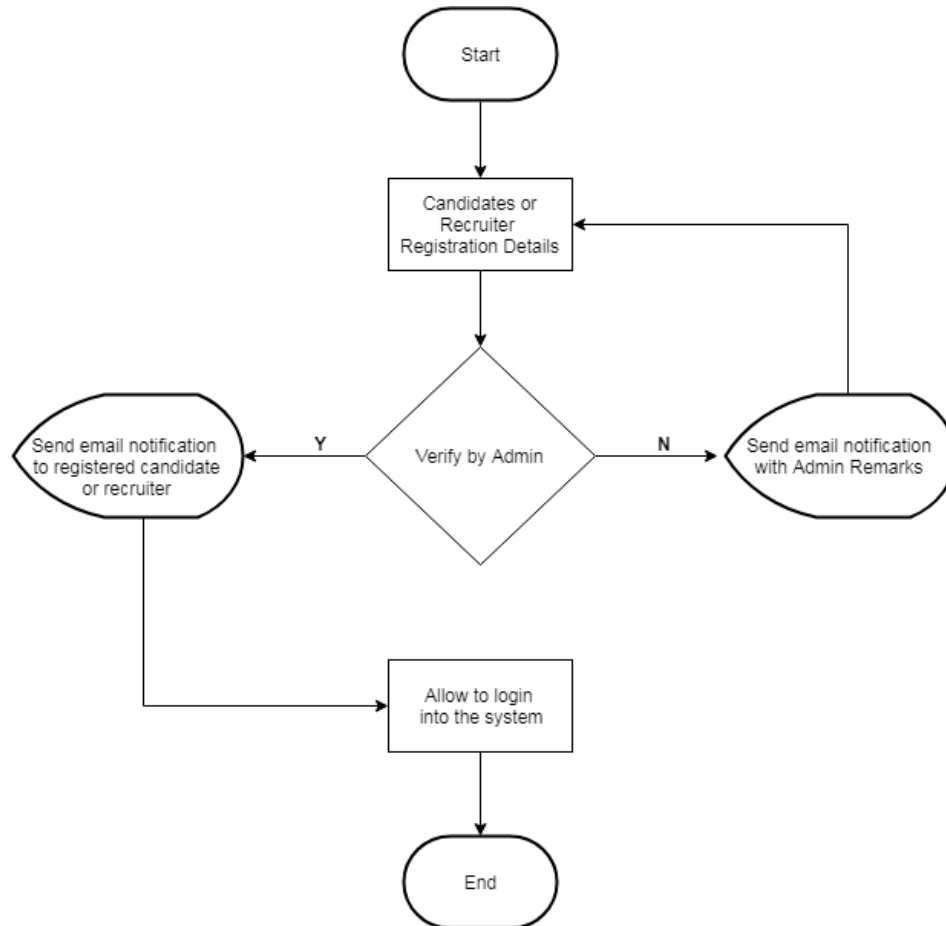 Start
Candidates or
Recruiter
Registration Details
Send email notification
to registered candidate
or recruiter
Y
Verify by Admin
N
Send email notification
with Admin Remarks
Allow to login
into the system
End